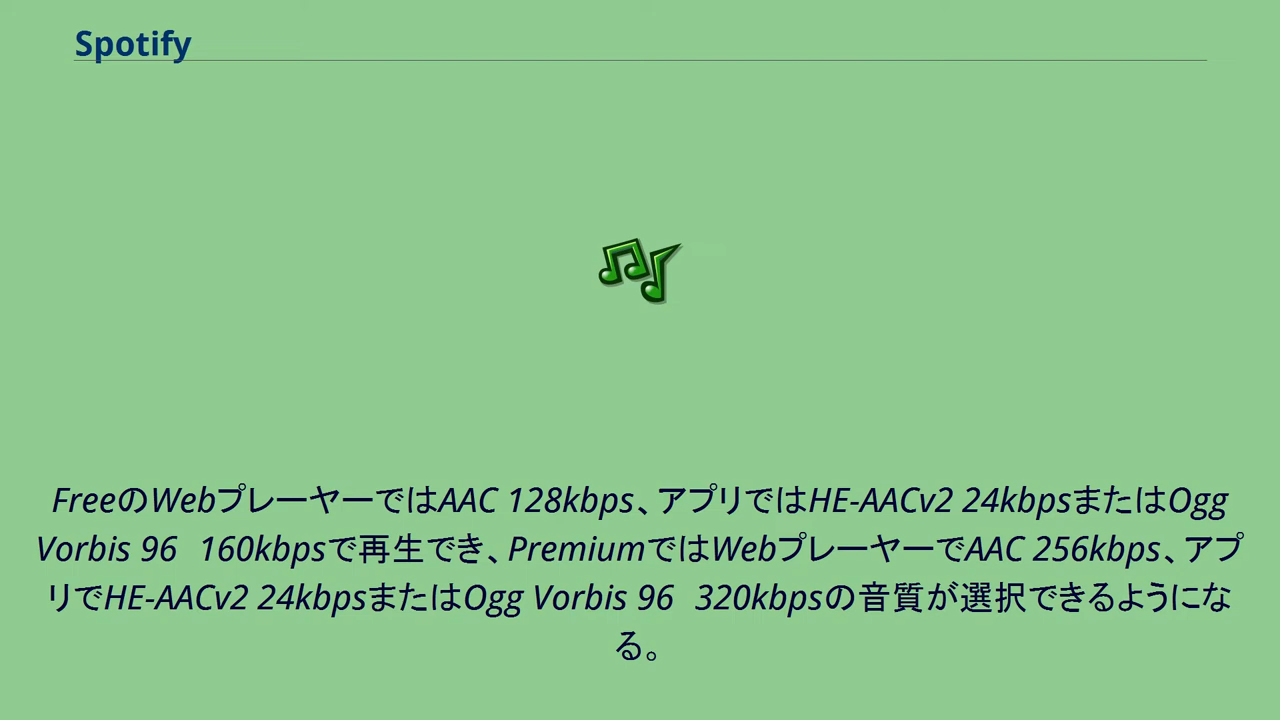 Spotify
FreeのWebプレーヤーではAAC 128kbps、アプリではHE-AACv2 24kbpsまたはOgg
Vorbis 96 160kbpsで再生でき、PremiumではWebプレーヤーでAAC 256kbps、アプ
リでHE-AACv2 24kbpsまたはOgg Vorbis 96 320kbpsの音質が選択できるようにな
る。